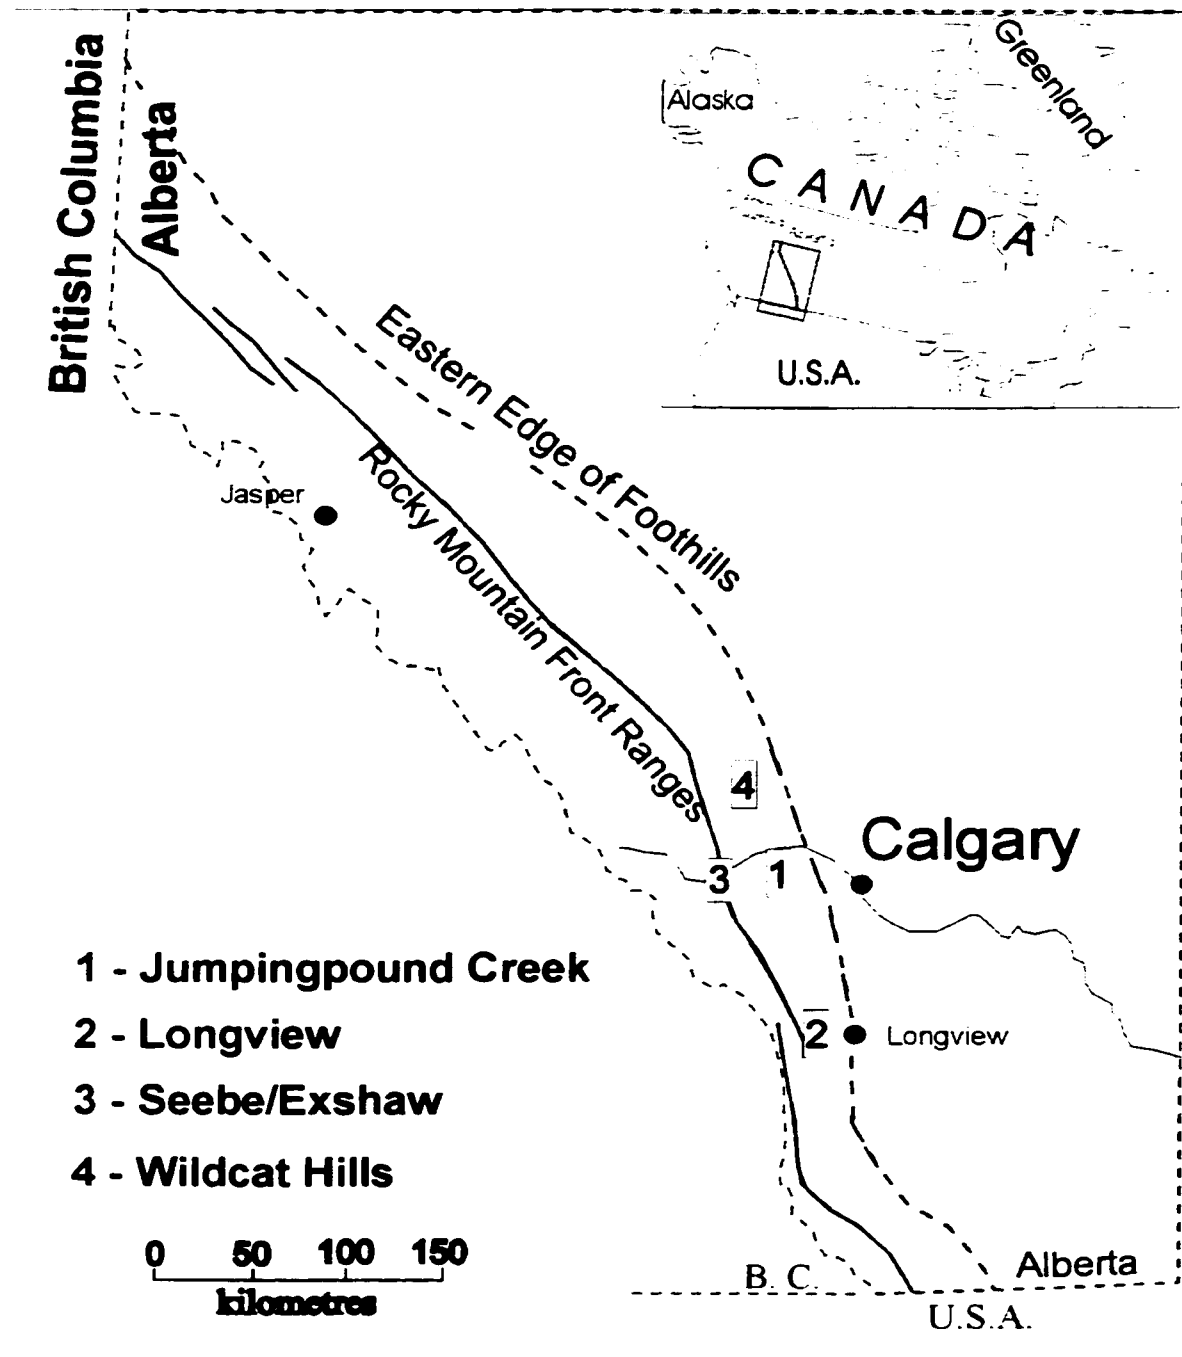 British Columbia
Alberta
Alaska
Greenland
CANADA
U.S.A.
Eastern Edge of Foothills
Rocky Mountain Front Ranges
Jasper
4
Calgary
3
1
1 - Jumpingpound Creek
2 - Longview
3 - Seebe/Exshaw
4 - Wildcat Hills
2
Longview
0 50 100 150
kilometres
B. C.
Alberta
U.S.A.